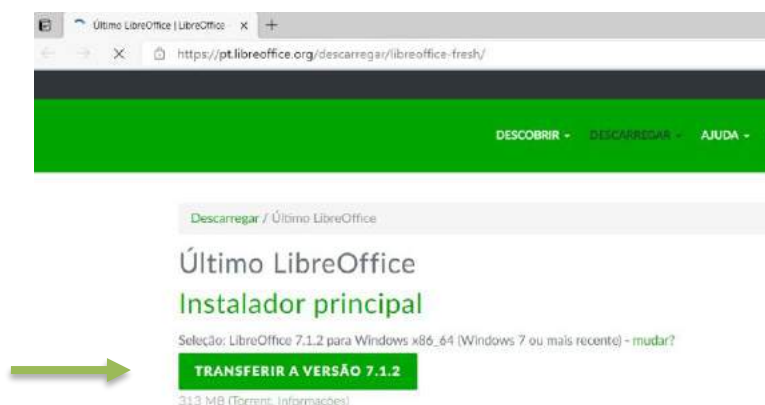 Último LibreOffice | LibreOffice -
https://pt.libreoffice.org/descarregar/libreoffice-fresh/
DESCOBRIR DESCARREGAR AJUDA
Descarregar / Último LibreOffice
Último LibreOffice
Instalador principal
Seleção: LibreOffice 7.1.2 para Windows x86_64 (Windows 7 ou mais recente) - mudar?
TRANSFERIR A VERSÃO 7.1.2
313 MB (Torrent, Informações)